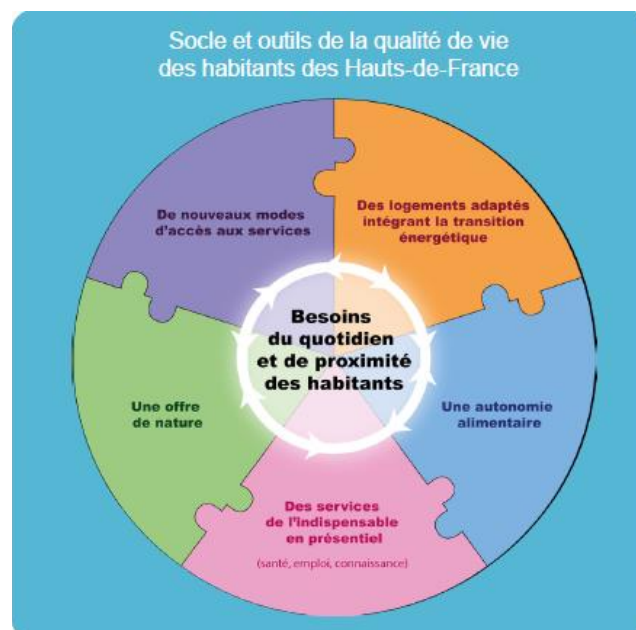 Socle et outils de la qualité de vie
des habitants des Hauts-de-France
De nouveaux modes
d'accès aux services
Des logements adaptés
intégrant la transition
énergétique
Besoins
du quotidien
et de proximité
des habitants
Une offre
de nature
Une autonomie
alimentaire
Des services
de l'indispensable
en présentiel
(santé, emploi, connaissance)